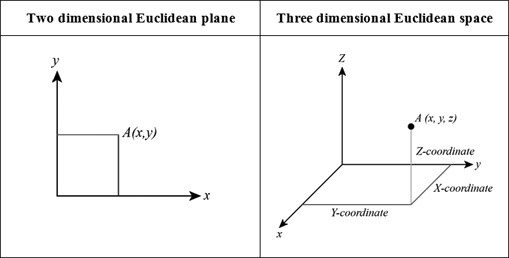 Two dimensional Euclidean plane
Three dimensional Euclidean space
y
A(x,y)
x
Z
A (x, y, z)
Z-coordinate
y
X-coordinate
Y-coordinate
x